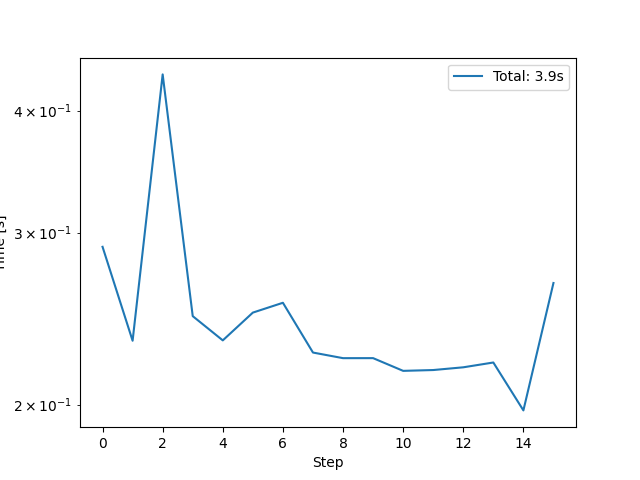 Total: 3.9s
4 × 10⁻¹
3 × 10⁻¹
2 × 10⁻¹
Time [s]
0 2 4 6 8 10 12 14
Step